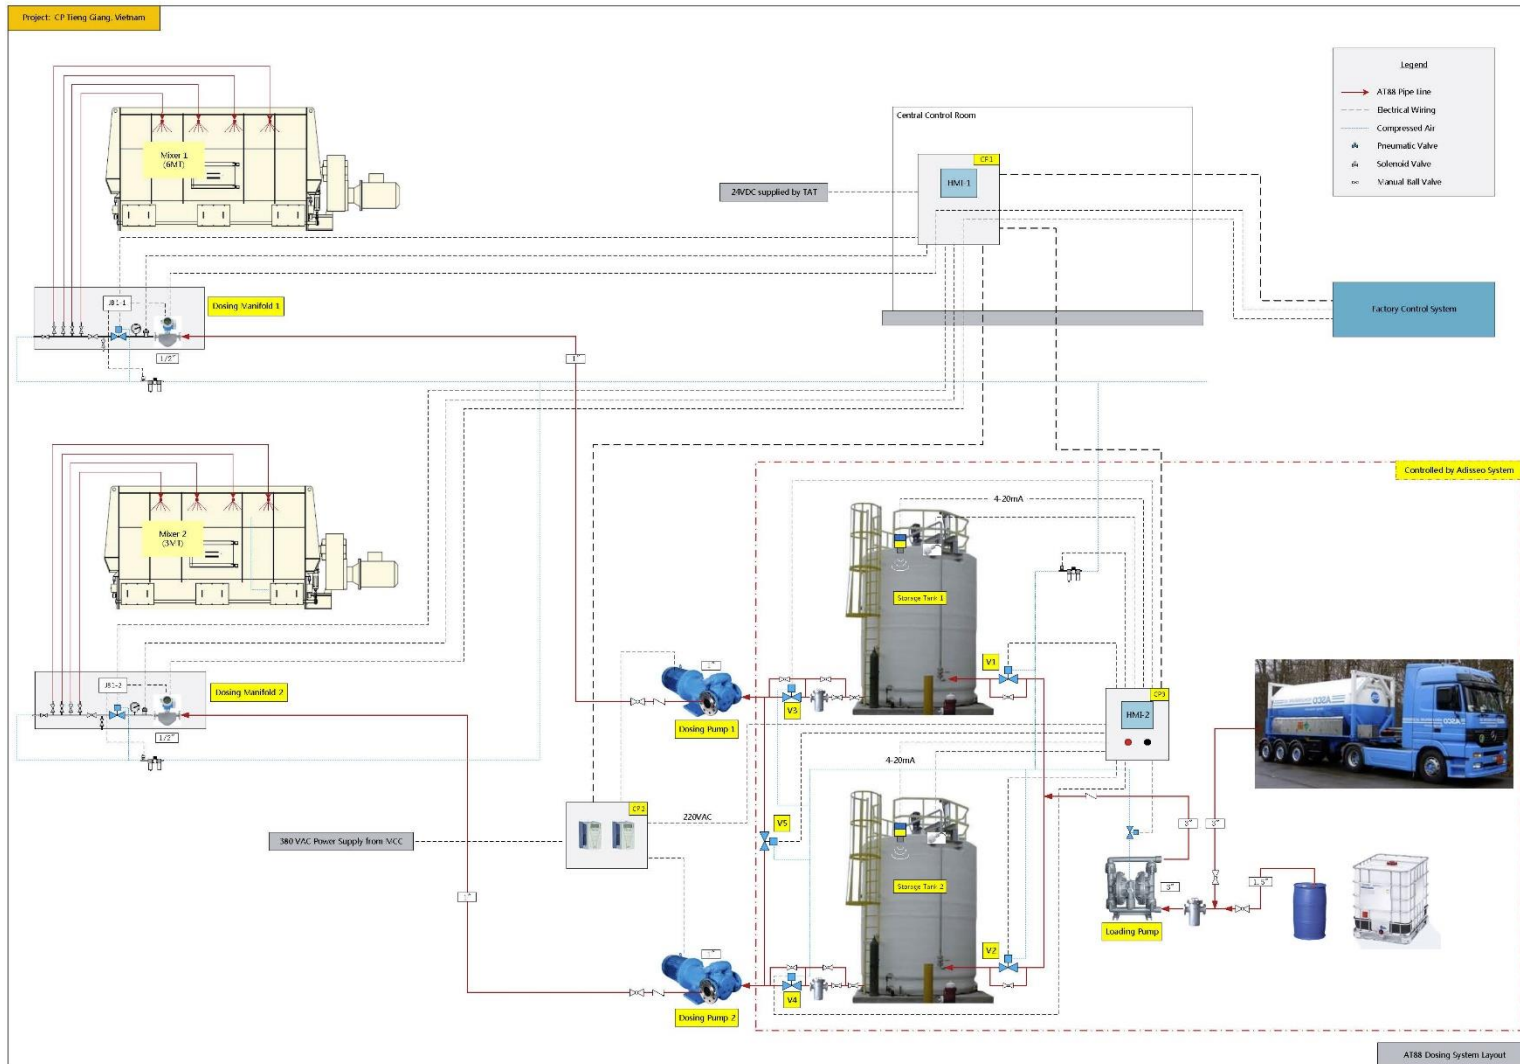 Project: CP Tieng Giang, Vietnam
Legend
AT88 Pipe Line
Electrical Wiring
Compressed Air
Pneumatic Valve
Solenoid Valve
Manual Ball Valve
Central Control Room
CP1
HMI-1
24VDC supplied by TAT
Mixer 1
(6MT)
JB1-1
Dosing Manifold 1
1/2"
1"
Factory Control System
Controlled by Adisseo System
Mixer 2
(3MT)
4-20mA
Storage Tank 1
V1
JB1-2
Dosing Manifold 2
1/2"
1"
V3
Dosing Pump 1
CP3
HMI-2
ASCO
4-20mA
CP2
220VAC
V5
380 VAC Power Supply from MCC
3"
3"
Storage Tank 2
1"
3"
1.5"
Loading Pump
V2
1"
V4
Dosing Pump 2
AT88 Dosing System Layout